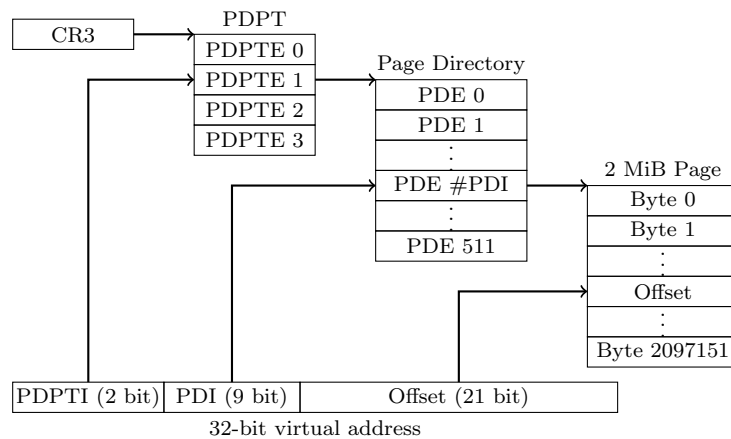 PDPT
CR3
PDPTE 0
PDPTE 1
PDPTE 2
PDPTE 3
Page Directory
PDE 0
PDE 1
⋮
PDE #PDI
⋮
PDE 511
2 MiB Page
Byte 0
Byte 1
⋮
Offset
⋮
Byte 2097151
PDPTI (2 bit) PDI (9 bit) Offset (21 bit)
32-bit virtual address